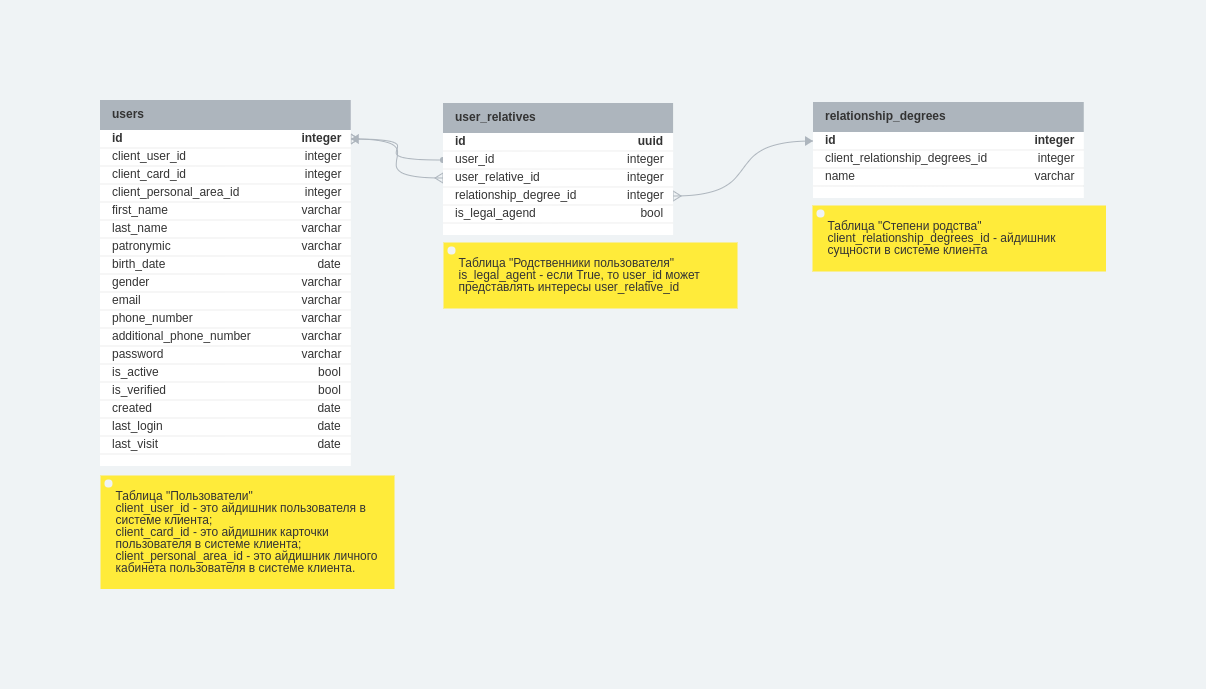 users
id integer
client_user_id integer
client_card_id integer
client_personal_area_id integer
first_name varchar
last_name varchar
patronymic varchar
birth_date date
gender varchar
email varchar
phone_number varchar
additional_phone_number varchar
password varchar
is_active bool
is_verified bool
created date
last_login date
last_visit date
Таблица "Пользователи"
client_user_id - это айдишник пользователя в
системе клиента;
client_card_id - это айдишник карточки
пользователя в системе клиента;
client_personal_area_id - это айдишник личного
кабинета пользователя в системе клиента.
user_relatives
id uuid
user_id integer
user_relative_id integer
relationship_degree_id integer
is_legal_agend bool
Таблица "Родственники пользователя"
is_legal_agent - если True, то user_id может
представлять интересы user_relative_id
relationship_degrees
id integer
client_relationship_degrees_id integer
name varchar
Таблица "Степени родства"
client_relationship_degrees_id - айдишник
сущности в системе клиента